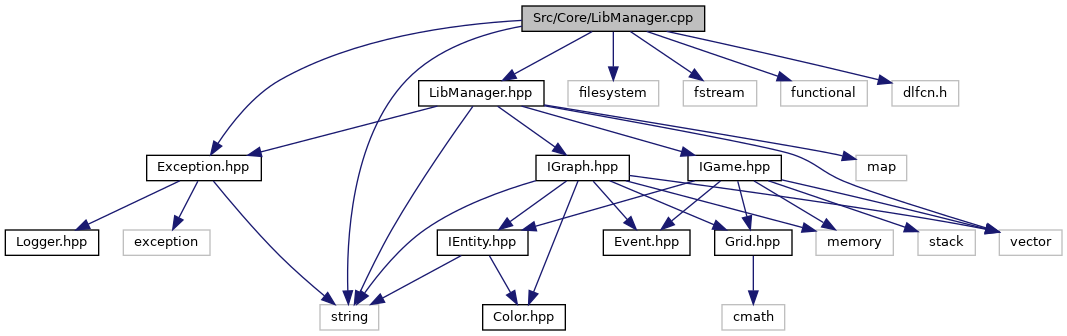 Src/Core/LibManager.cpp
LibManager.hpp
filesystem
fstream
functional
dlfcn.h
Exception.hpp
IGraph.hpp
IGame.hpp
map
Logger.hpp
exception
IEntity.hpp
Event.hpp
Grid.hpp
memory
stack
vector
string
Color.hpp
cmath